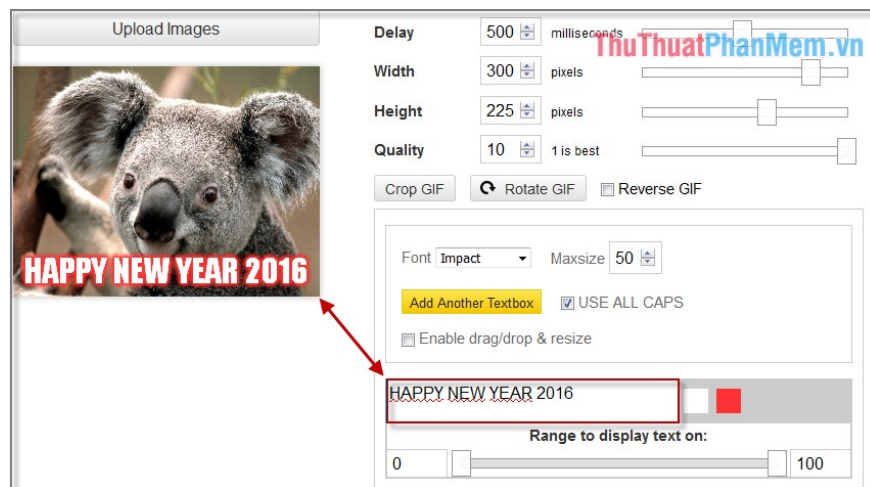 Upload Images
Delay 500 milliseconds
ThuThuatPhanMem.vn
Width 300 pixels
Height 225 pixels
Quality 10 1 is best
Crop GIF Rotate GIF Reverse GIF
HAPPY NEW YEAR 2016
Font Impact Maxsize 50
Add Another Textbox USE ALL CAPS
Enable drag/drop & resize
HAPPY NEW YEAR 2016
Range to display text on:
0 100